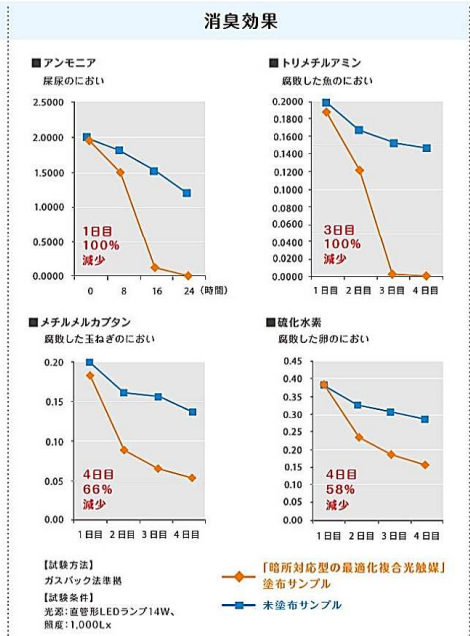 消臭効果
■アンモニア
屎尿のにおい
2.5000
2.0000
1.5000
1.0000
0.5000
0.0000
1日目
100%
減少
0 8 16 24 (時間)
■トリメチルアミン
腐敗した魚のにおい
0.2000
0.1800
0.1600
0.1400
0.1200
0.1000
0.0800
0.0600
0.0400
0.0200
0.0000
3日目
100%
減少
1日目 2日目 3日目 4日目
■メチルメルカプタン
腐敗した玉ねぎのにおい
0.20
0.15
0.10
0.05
0.00
4日目
66%
減少
1日目 2日目 3日目 4日目
■硫化水素
腐敗した卵のにおい
0.45
0.40
0.35
0.30
0.25
0.20
0.15
0.10
0.05
0.00
4日目
58%
減少
1日目 2日目 3日目 4日目
【試験方法】
ガスバック法準拠
【試験条件】
光源:直管形LEDランプ14W、
照度:1,000Lx
「暗所対応型の最適化複合光触媒」
塗布サンプル
未塗布サンプル